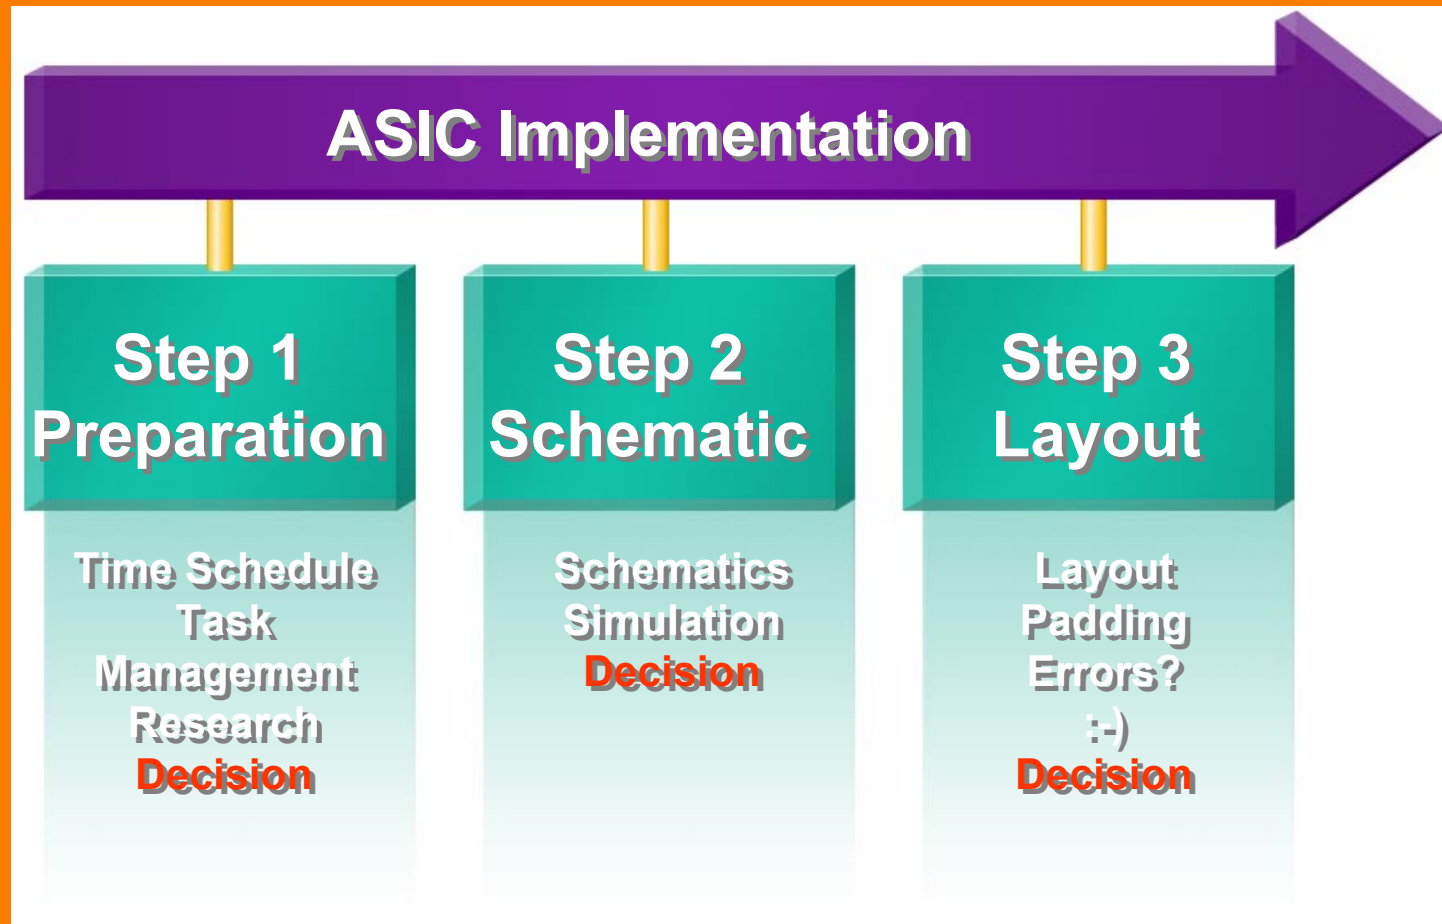 ASIC Implementation
Step 1
Preparation
Time Schedule
Task
Management
Research
Decision
Step 2
Schematic
Schematics
Simulation
Decision
Step 3
Layout
Layout
Padding
Errors?
:-)
Decision